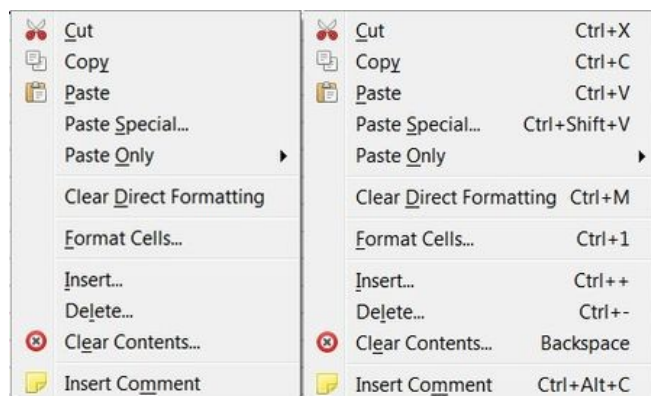 Cut
Copy
Paste
Paste Special...
Paste Only
Clear Direct Formatting
Format Cells...
Insert...
Delete...
Clear Contents...
Insert Comment
Cut Ctrl+X
Copy Ctrl+C
Paste Ctrl+V
Paste Special... Ctrl+Shift+V
Paste Only
Clear Direct Formatting Ctrl+M
Format Cells... Ctrl+1
Insert... Ctrl++
Delete... Ctrl+-
Clear Contents... Backspace
Insert Comment Ctrl+Alt+C